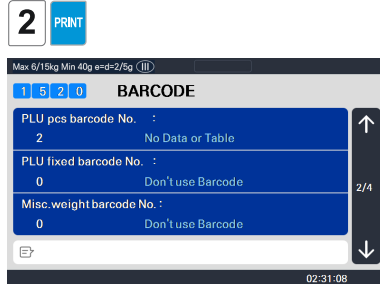 2 PRINT
Max 6/15kg Min 40g e=d=2/5g III
1 5 2 0 BARCODE
PLU pcs barcode No. :
2 No Data or Table
PLU fixed barcode No. :
0 Don't use Barcode
2/4
Misc.weight barcode No. :
0 Don't use Barcode
02:31:08